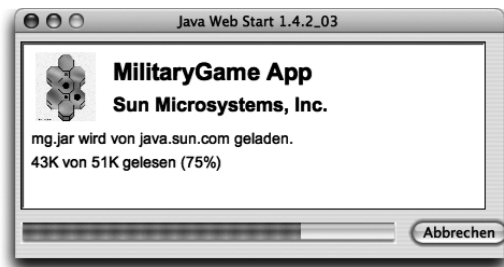 Java Web Start 1.4.2_03
MilitaryGame App
Sun Microsystems, Inc.
mg.jar wird von java.sun.com geladen.
43K von 51K gelesen (75%)
Abbrechen